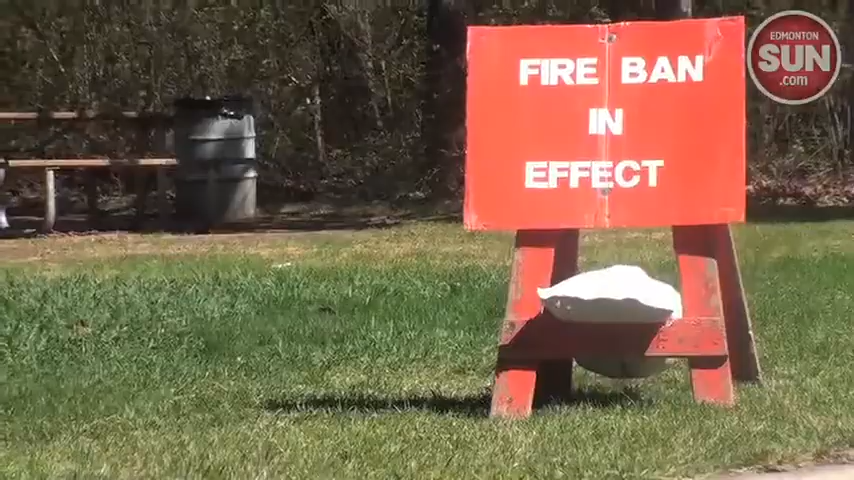 FIRE BAN
IN
EFFECT
EDMONTON
SUN
.com